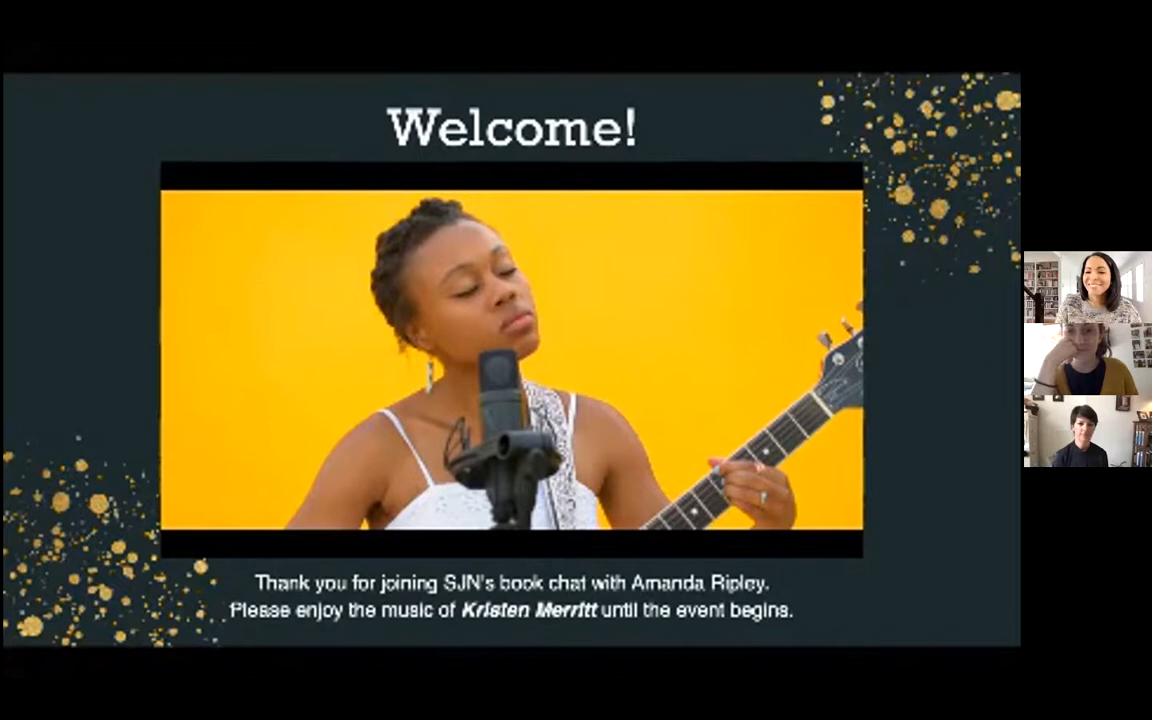 Welcome!
Thank you for joining SJN's book chat with Amanda Ripley.
Please enjoy the music of Kristen Merritt until the event begins.